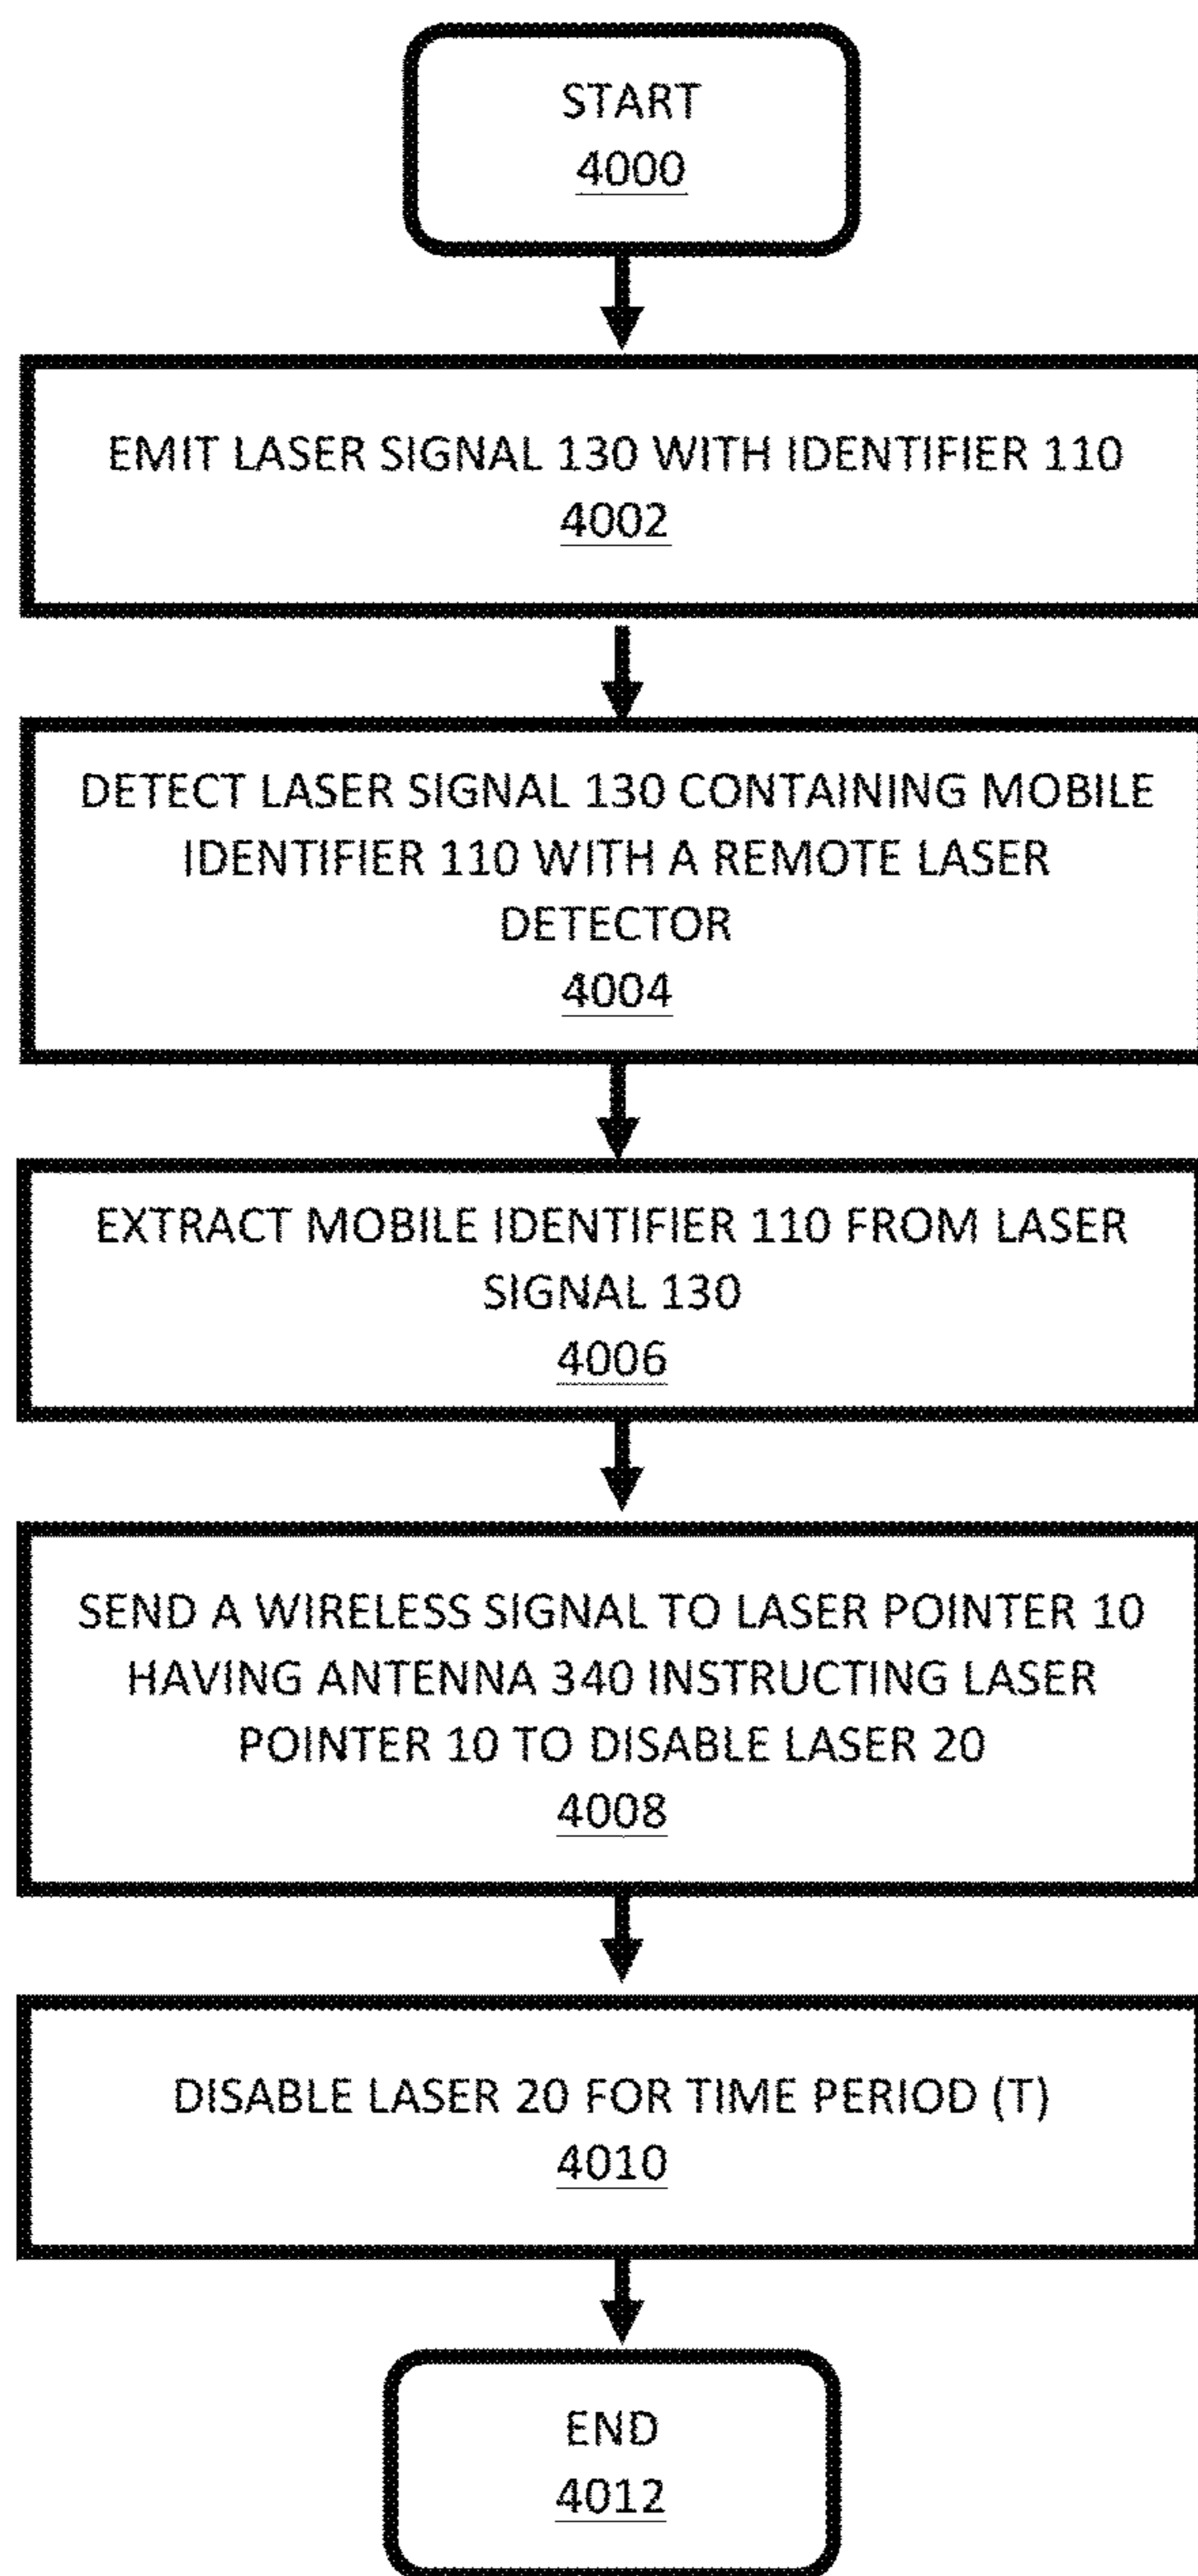 START
4000
EMIT LASER SIGNAL 130 WITH IDENTIFIER 110
4002
DETECT LASER SIGNAL 130 CONTAINING MOBILE
IDENTIFIER 110 WITH A REMOTE LASER
DETECTOR
4004
EXTRACT MOBILE IDENTIFIER 110 FROM LASER
SIGNAL 130
4006
SEND A WIRELESS SIGNAL TO LASER POINTER 10
HAVING ANTENNA 340 INSTRUCTING LASER
POINTER 10 TO DISABLE LASER 20
4008
DISABLE LASER 20 FOR TIME PERIOD (T)
4010
END
4012